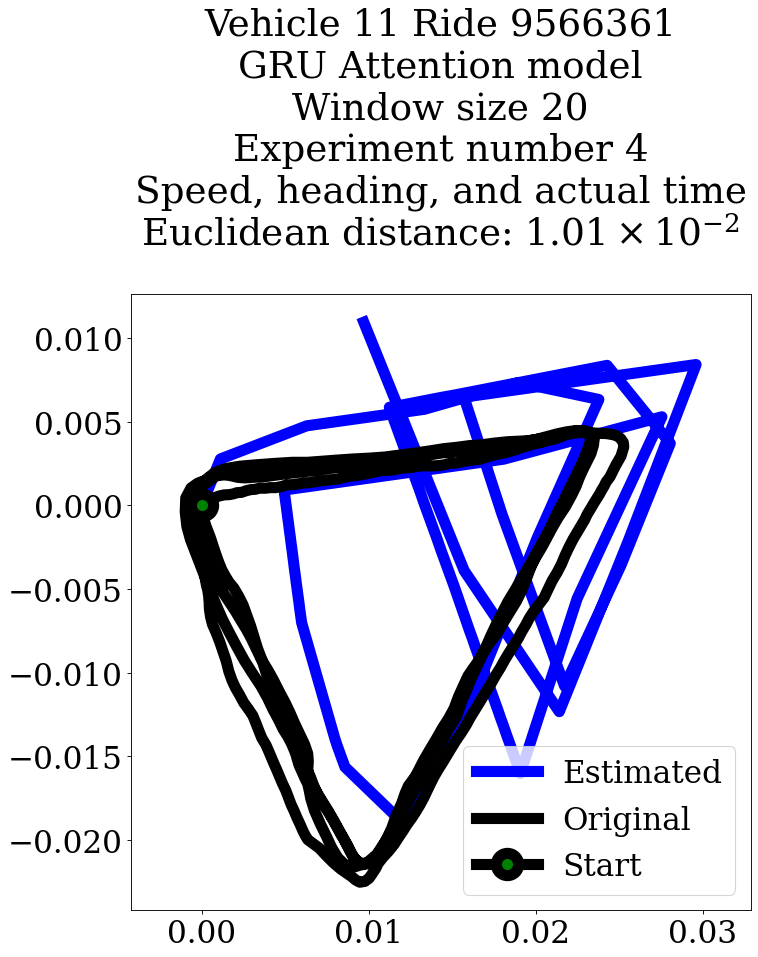 Vehicle 11 Ride 9566361
GRU Attention model
Window size 20
Experiment number 4
Speed, heading, and actual time
Euclidean distance: 1.01 × 10⁻²
0.010
0.005
0.000
−0.005
−0.010
−0.015
−0.020
Estimated
Original
Start
0.00 0.01 0.02 0.03